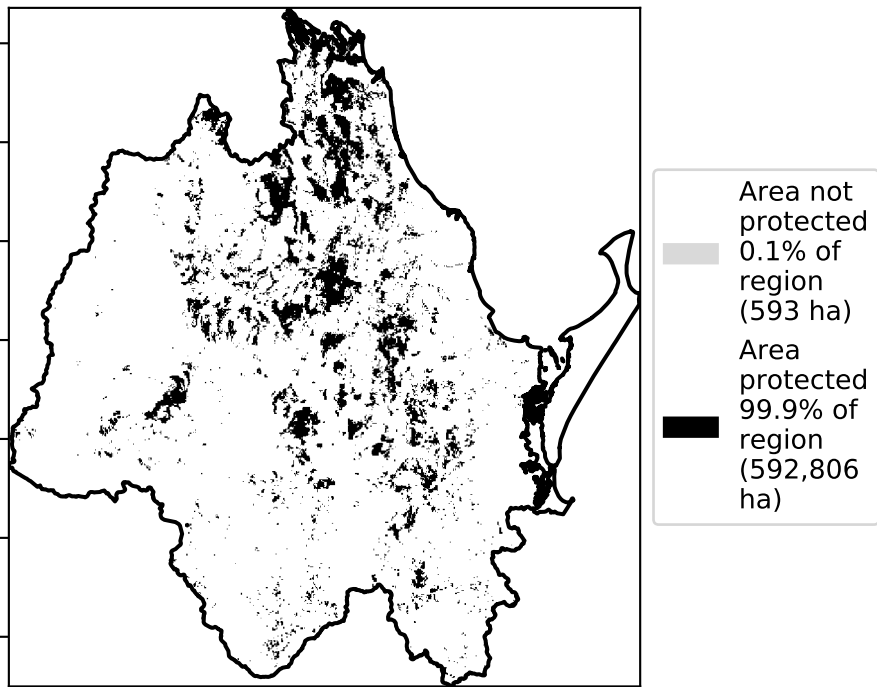 Area not
protected
0.1% of
region
(593 ha)
Area
protected
99.9% of
region
(592,806
ha)